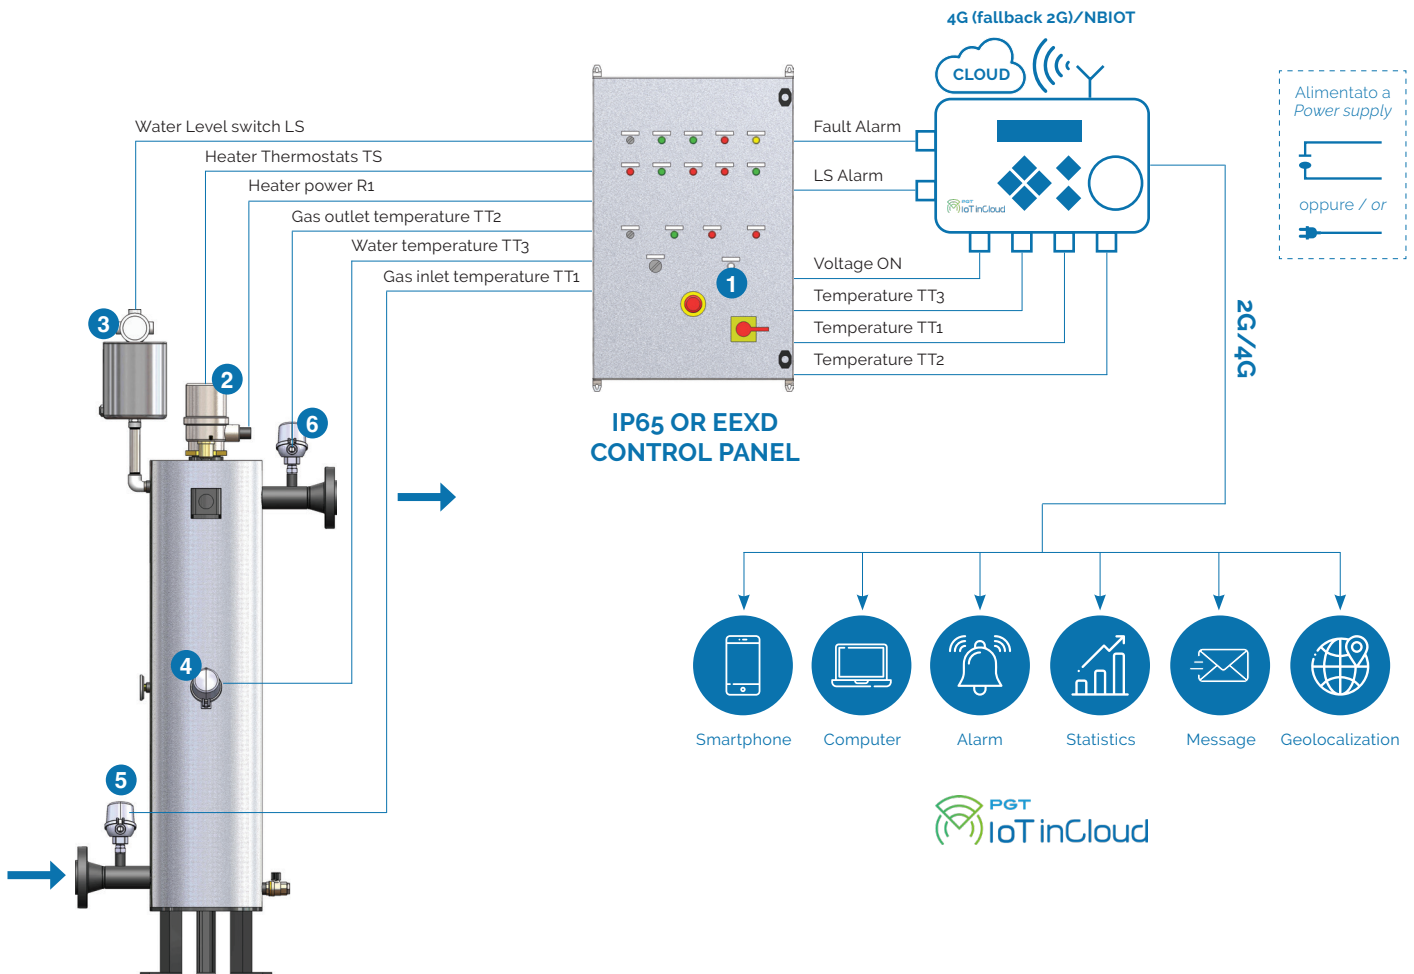 4G (fallback 2G)/NBIOT
CLOUD
Alimentato a
Power supply
oppure / or
Water Level switch LS
Heater Thermostats TS
Heater power R1
Gas outlet temperature TT2
Water temperature TT3
Gas inlet temperature TT1
Fault Alarm
LS Alarm
PGT
IoTinCloud
Voltage ON
Temperature TT3
Temperature TT1
Temperature TT2
1
2
3
4
5
6
2G/4G
IP65 OR EEXD
CONTROL PANEL
Smartphone
Computer
Alarm
Statistics
Message
Geolocalization
PGT
IoTinCloud